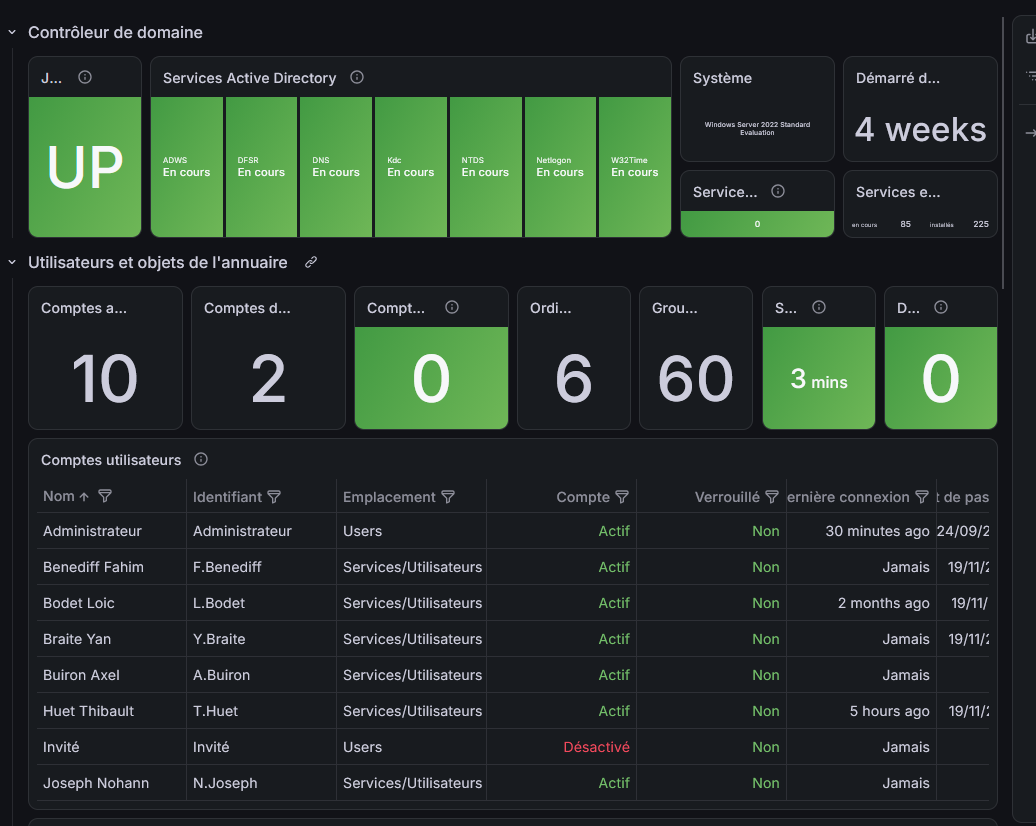 Contrôleur de domaine
J...
Services Active Directory
Système
Démarré d...
UP
ADWS
En cours
DFSR
En cours
DNS
En cours
Kdc
En cours
NTDS
En cours
Netlogon
En cours
W32Time
En cours
Windows Server 2022 Standard
Evaluation
4 weeks
Service...
0
Services e...
en cours 85 installés 225
Utilisateurs et objets de l'annuaire
Comptes a...
10
Comptes d...
2
Compt...
0
Ordi...
6
Grou...
60
S...
3 mins
D...
0
Comptes utilisateurs
Nom Identifiant Emplacement Compte Verrouillé ernière connexion de pas
Administrateur Administrateur Users Actif Non 30 minutes ago 24/09/2
Benediff Fahim F.Benediff Services/Utilisateurs Actif Non Jamais 19/11/2
Bodet Loic L.Bodet Services/Utilisateurs Actif Non 2 months ago 19/11/
Braite Yan Y.Braite Services/Utilisateurs Actif Non Jamais 19/11/2
Buiron Axel A.Buiron Services/Utilisateurs Actif Non Jamais
Huet Thibault T.Huet Services/Utilisateurs Actif Non 5 hours ago 19/11/2
Invité Invité Users Désactivé Non Jamais
Joseph Nohann N.Joseph Services/Utilisateurs Actif Non Jamais